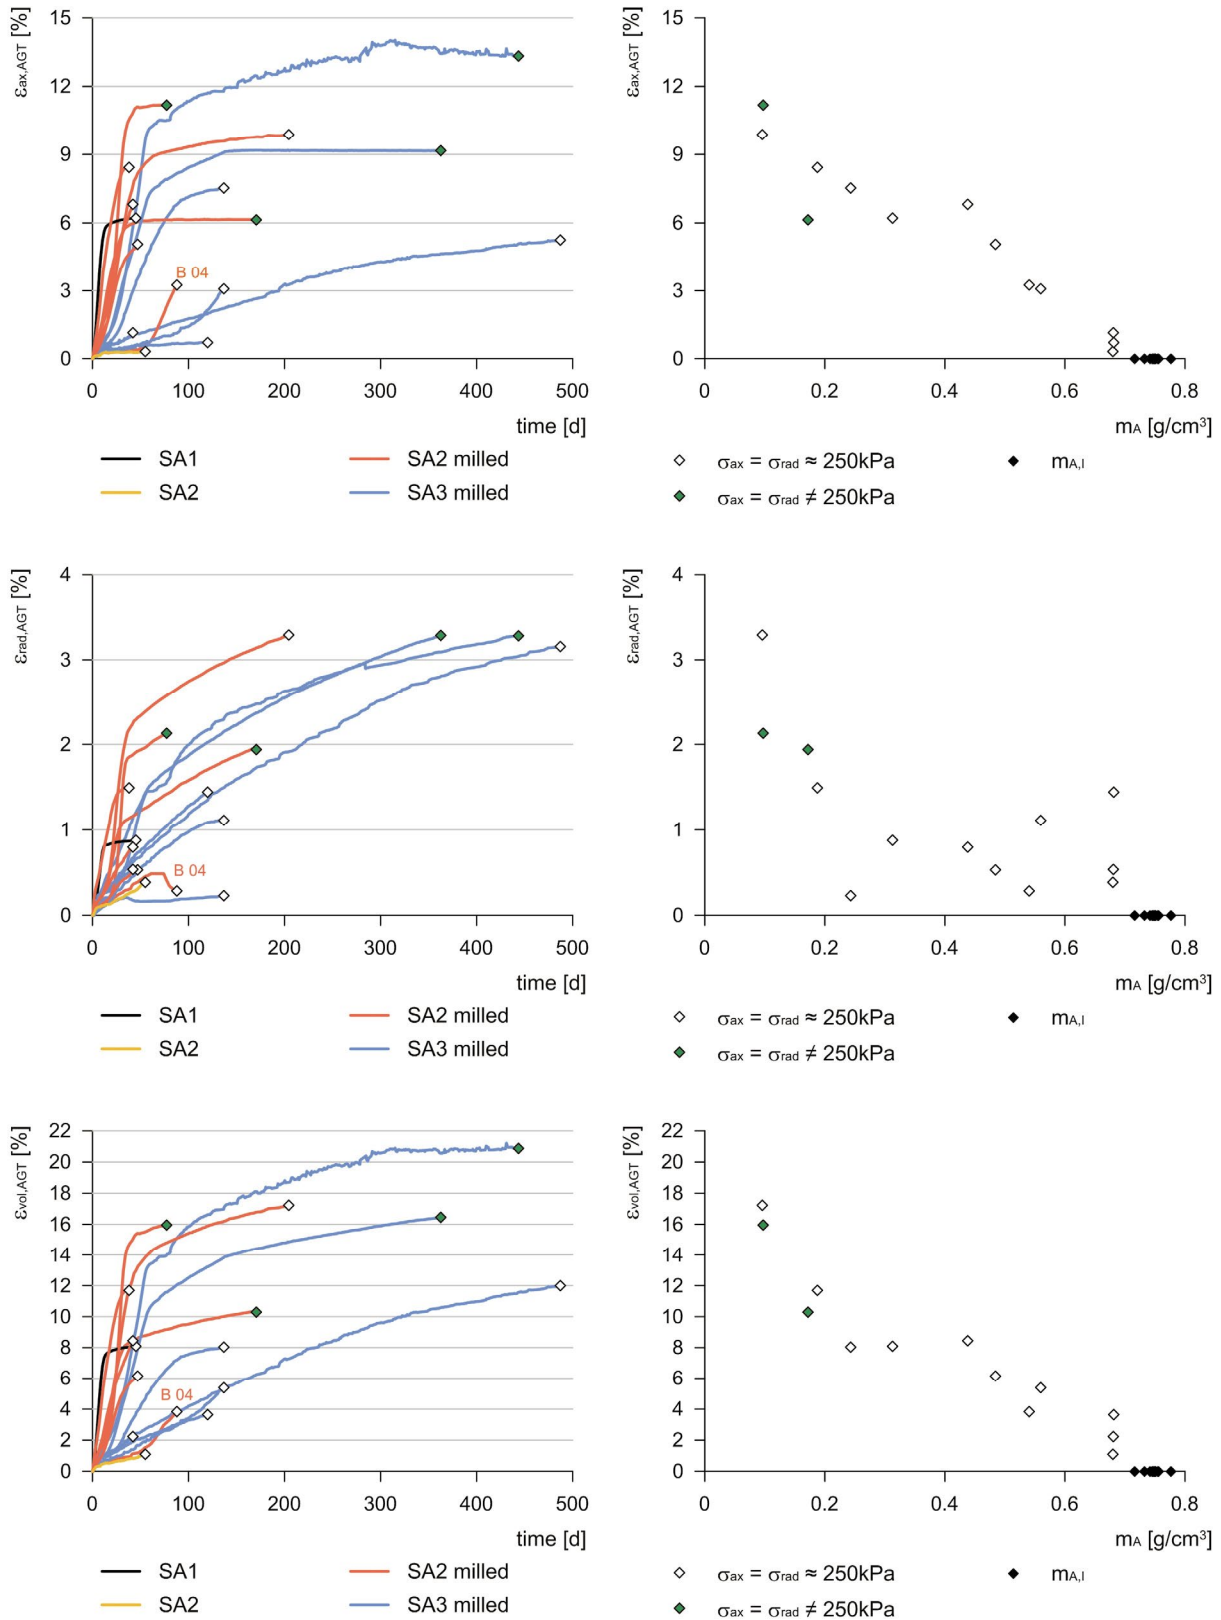 εax,AGT [%]
15
12
9
6
3
0
B 04
0 100 200 300 400 500
time [d]
SA1
SA2 milled
SA2
SA3 milled
εax,AGT [%]
15
12
9
6
3
0
0 0.2 0.4 0.6 0.8
mA [g/cm³]
σax = σrad ≈ 250kPa
mA,I
σax = σrad ≠ 250kPa
εrad,AGT [%]
4
3
2
1
0
B 04
0 100 200 300 400 500
time [d]
SA1
SA2 milled
SA2
SA3 milled
εrad,AGT [%]
4
3
2
1
0
0 0.2 0.4 0.6 0.8
mA [g/cm³]
σax = σrad ≈ 250kPa
mA,I
σax = σrad ≠ 250kPa
εvol,AGT [%]
22
20
18
16
14
12
10
8
6
4
2
0
B 04
0 100 200 300 400 500
time [d]
SA1
SA2 milled
SA2
SA3 milled
εvol,AGT [%]
22
20
18
16
14
12
10
8
6
4
2
0
0 0.2 0.4 0.6 0.8
mA [g/cm³]
σax = σrad ≈ 250kPa
mA,I
σax = σrad ≠ 250kPa